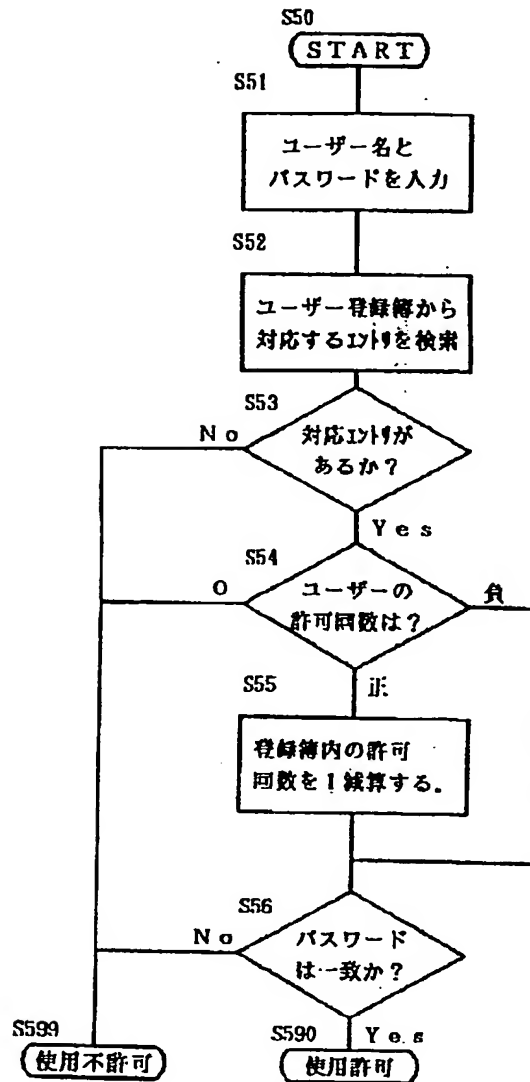 S50
START
S51
ユーザー名と
パスワードを入力
S52
ユーザー登録簿から
対応するエントリを検索
S53
No
対応エントリが
あるか？
Yes
S54
0
ユーザーの
許可回数は？
負
正
S55
登録簿内の許可
回数を1減算する。
S56
No
パスワード
は一致か？
Yes
S599
使用不許可
S590
使用許可